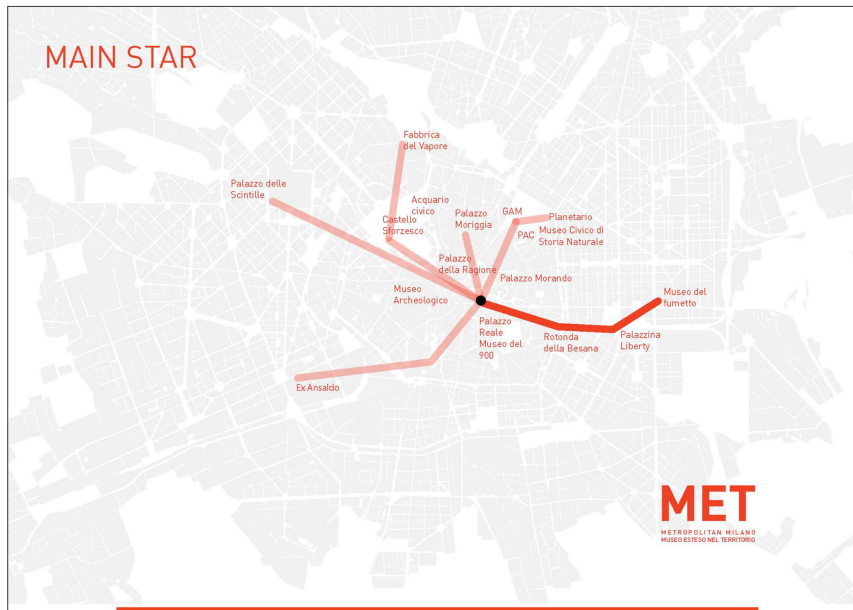 MAIN STAR
Fabbrica
del Vapore
Palazzo delle
Scintille
Acquario
civico
Castello
Sforzesco
Palazzo
Moriggia
GAM
Planetario
PAC
Museo Civico di
Storia Naturale
Palazzo
della Ragione
Palazzo Morando
Museo
Archeologico
Museo del
fumetto
Palazzo
Reale
Museo del
900
Rotonda
della Besana
Palazzina
Liberty
Ex Ansaldo
MET
METROPOLITAN MILANO
MUSEO ESTESO NEL TERRITORIO